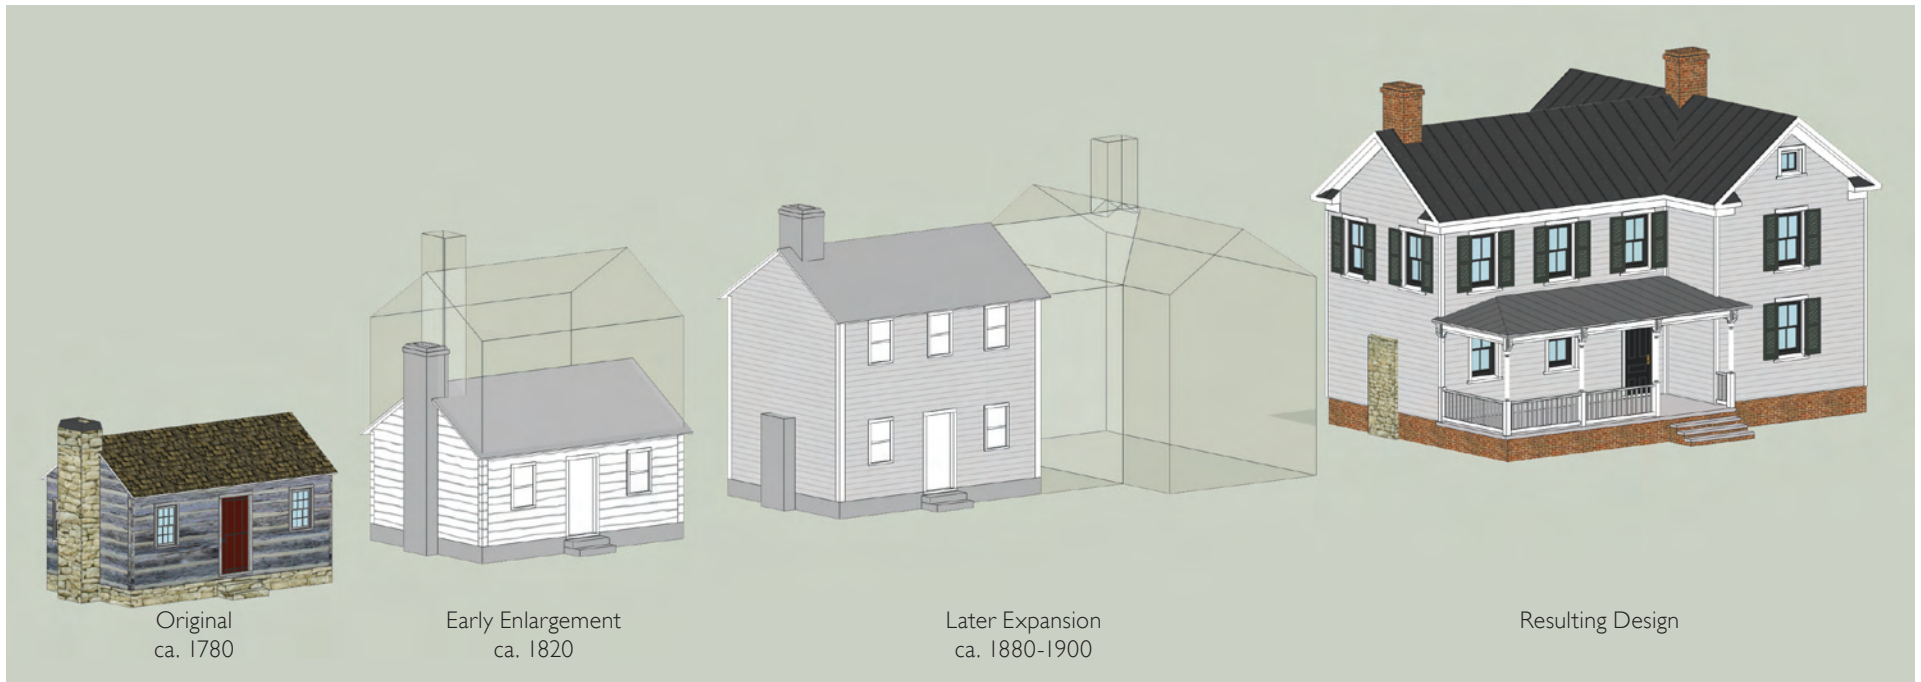 Original
ca. 1780
Early Enlargement
ca. 1820
Later Expansion
ca. 1880-1900
Resulting Design